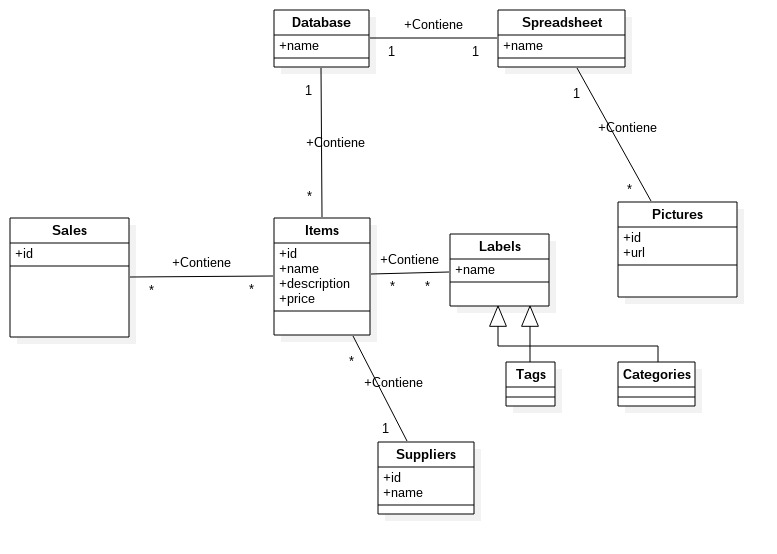 Database
+name
+Contiene
1
1
Spreadsheet
+name
1
+Contiene
*
1
+Contiene
*
Pictures
+id
+url
Sales
+id
+Contiene
*
*
Items
+id
+name
+description
+price
+Contiene
*
*
Labels
+name
Tags
Categories
*
+Contiene
1
Suppliers
+id
+name